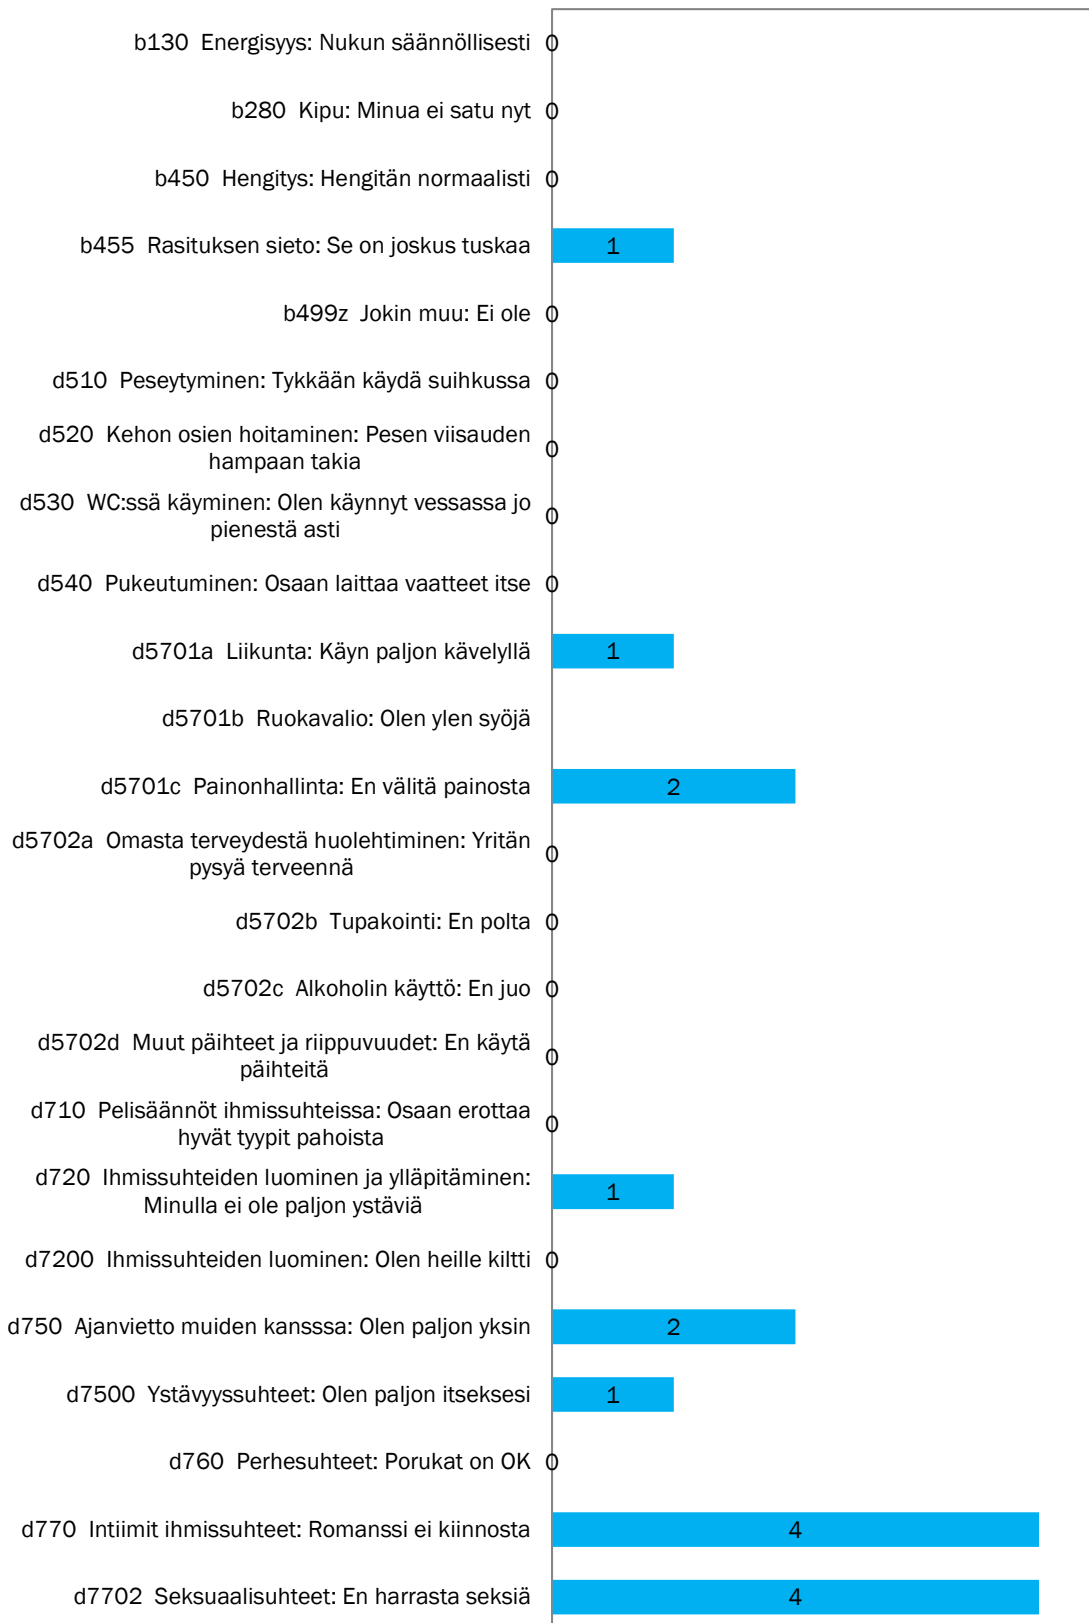 b130  Energisyys: Nukun säännöllisesti 0
b280  Kipu: Minua ei satu nyt 0
b450  Hengitys: Hengitän normaalisti 0
b455  Rasituksen sieto: Se on joskus tuskaa 1
b499z  Jokin muu: Ei ole 0
d510  Peseytyminen: Tykkään käydä suihkussa 0
d520  Kehon osien hoitaminen: Pesen viisauden
hampaan takia 0
d530  WC:ssä käyminen: Olen käynnyt vessassa jo
pienestä asti 0
d540  Pukeutuminen: Osaan laittaa vaatteet itse 0
d5701a  Liikunta: Käyn paljon kävelyllä 1
d5701b  Ruokavalio: Olen ylen syöjä
d5701c  Painonhallinta: En välitä painosta 2
d5702a  Omasta terveydestä huolehtiminen: Yritän
pysyä terveennä 0
d5702b  Tupakointi: En polta 0
d5702c  Alkoholin käyttö: En juo 0
d5702d  Muut päihteet ja riippuvuudet: En käytä
päihteitä 0
d710  Pelisäännöt ihmissuhteissa: Osaan erottaa
hyvät tyypit pahoista 0
d720  Ihmissuhteiden luominen ja ylläpitäminen:
Minulla ei ole paljon ystäviä 1
d7200  Ihmissuhteiden luominen: Olen heille kiltti 0
d750  Ajanvietto muiden kansssa: Olen paljon yksin 2
d7500  Ystävyyssuhteet: Olen paljon itseksesi 1
d760  Perhesuhteet: Porukat on OK 0
d770  Intiimit ihmissuhteet: Romanssi ei kiinnosta 4
d7702  Seksuaalisuhteet: En harrasta seksiä 4